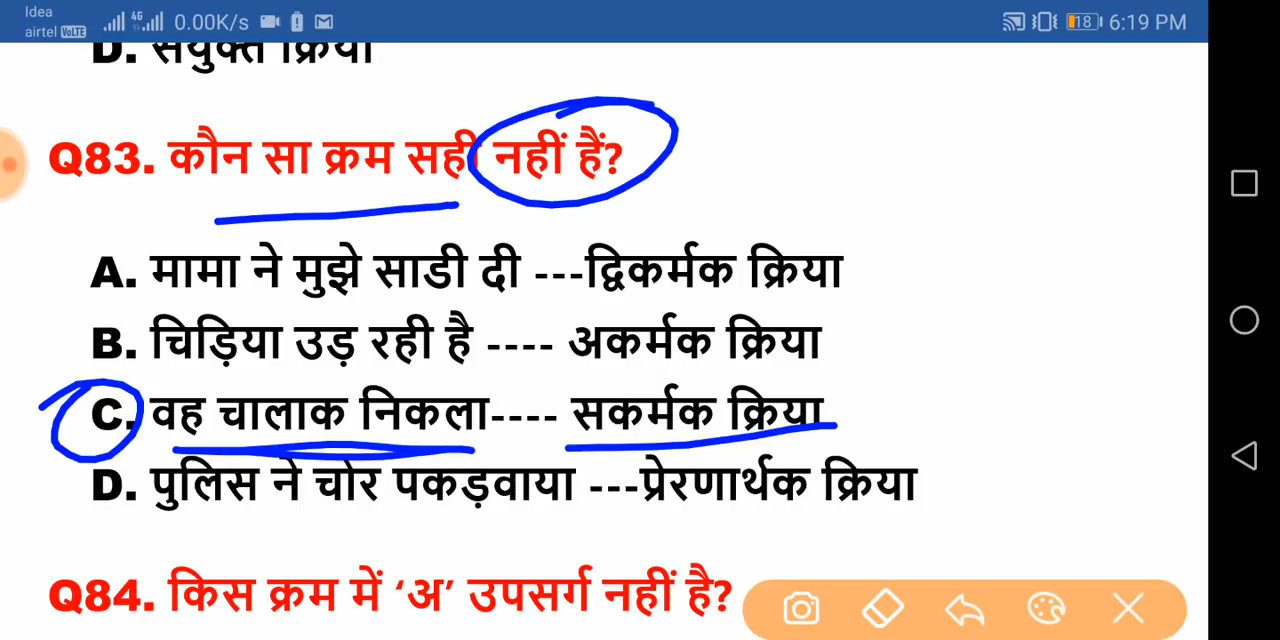 Idea
airtel VoLTE
4G
0.00K/s
18
6:19 PM
D. संयुक्त क्रिया
Q83. कौन सा क्रम सही नहीं हैं?
A. मामा ने मुझे साडी दी ---द्विकर्मक क्रिया
B. चिड़िया उड़ रही है ---- अकर्मक क्रिया
C. वह चालाक निकला---- सकर्मक क्रिया
D. पुलिस ने चोर पकड़वाया ---प्रेरणार्थक क्रिया
Q84. किस क्रम में ‘अ’ उपसर्ग नहीं है?